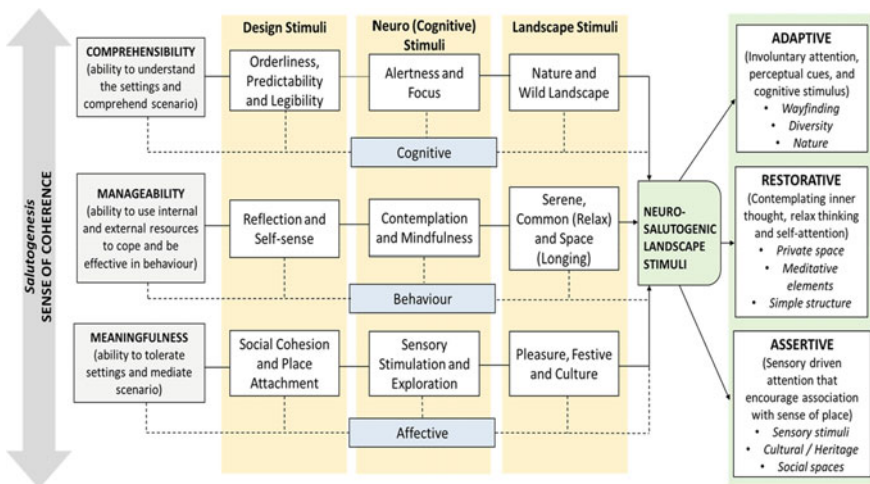 Salutogenesis
SENSE OF COHERENCE
Design Stimuli
Neuro (Cognitive)
Stimuli
Landscape Stimuli
COMPREHENSIBILITY
(ability to understand
the settings and
comprehend scenario)
Orderliness,
Predictability
and Legibility
Alertness and
Focus
Nature and
Wild Landscape
Cognitive
MANAGEABILITY
(ability to use internal
and external resources
to cope and be
effective in behaviour)
Reflection and
Self-sense
Contemplation
and Mindfulness
Serene,
Common (Relax)
and Space
(Longing)
Behaviour
MEANINGFULNESS
(ability to tolerate
settings and mediate
scenario)
Social Cohesion
and Place
Attachment
Sensory
Stimulation and
Exploration
Pleasure, Festive
and Culture
Affective
NEURO-
SALUTOGENIC
LANDSCAPE
STIMULI
ADAPTIVE
(Involuntary attention,
perceptual cues, and
cognitive stimulus)
• Wayfinding
• Diversity
• Nature
RESTORATIVE
(Contemplating inner
thought, relax thinking
and self-attention)
• Private space
• Meditative
elements
• Simple structure
ASSERTIVE
(Sensory driven
attention that
encourage association
with sense of place)
• Sensory stimuli
• Cultural / Heritage
• Social spaces